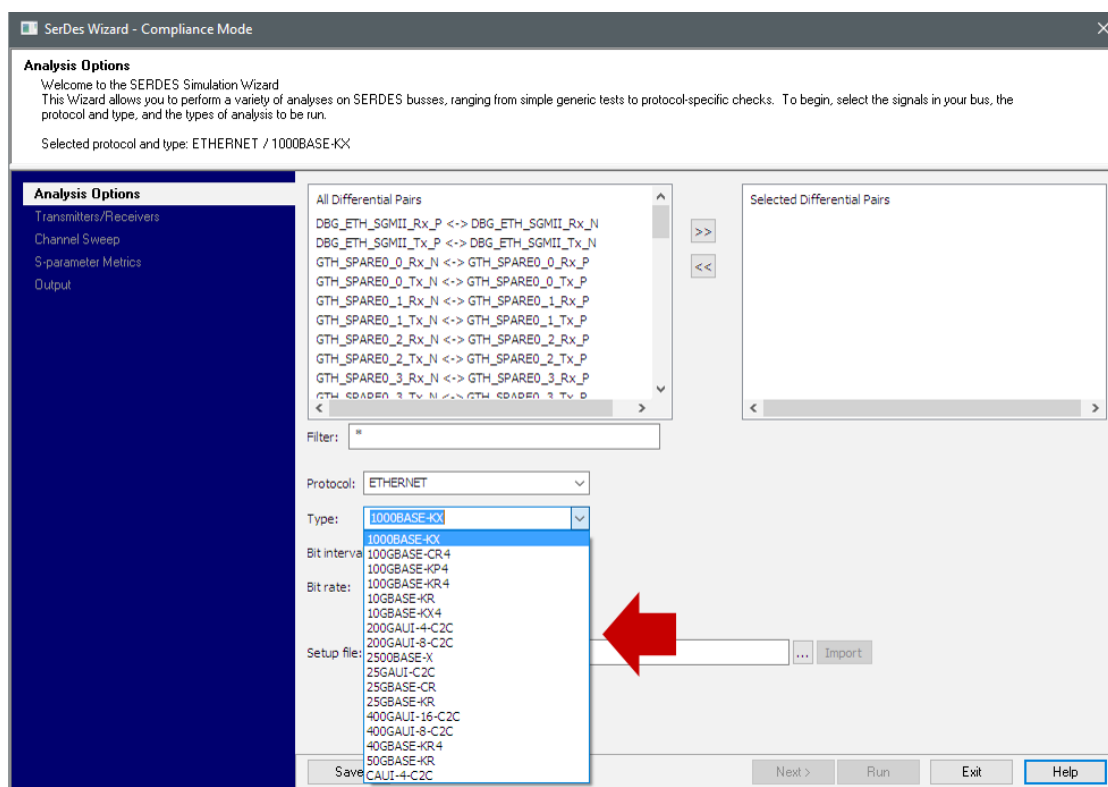 SerDes Wizard - Compliance Mode
Analysis Options
Welcome to the SERDES Simulation Wizard
This Wizard allows you to perform a variety of analyses on SERDES busses, ranging from simple generic tests to protocol-specific checks. To begin, select the signals in your bus, the
protocol and type, and the types of analysis to be run.
Selected protocol and type: ETHERNET / 1000BASE-KX
Analysis Options
Transmitters/Receivers
Channel Sweep
S-parameter Metrics
Output
All Differential Pairs
DBG_ETH_SGMII_Rx_P <-> DBG_ETH_SGMII_Rx_N
DBG_ETH_SGMII_Tx_P <-> DBG_ETH_SGMII_Tx_N
GTH_SPARE0_0_Rx_N <-> GTH_SPARE0_0_Rx_P
GTH_SPARE0_0_Tx_N <-> GTH_SPARE0_0_Tx_P
GTH_SPARE0_1_Rx_N <-> GTH_SPARE0_1_Rx_P
GTH_SPARE0_1_Tx_N <-> GTH_SPARE0_1_Tx_P
GTH_SPARE0_2_Rx_N <-> GTH_SPARE0_2_Rx_P
GTH_SPARE0_2_Tx_N <-> GTH_SPARE0_2_Tx_P
GTH_SPARE0_3_Rx_N <-> GTH_SPARE0_3_Rx_P
GTH_SPARE0_3_Tx_N <-> GTH_SPARE0_3_Tx_P
>>
<<
Selected Differential Pairs
Filter: *
Protocol: ETHERNET
Type: 1000BASE-KX
1000BASE-KX
Bit interva
100GBASE-CR4
100GBASE-KP4
100GBASE-KR4
Bit rate:
10GBASE-KR
10GBASE-KX4
200GAUI-4-C2C
200GAUI-8-C2C
Setup file:
... Import
2500BASE-X
25GAUI-C2C
25GBASE-CR
25GBASE-KR
400GAUI-16-C2C
400GAUI-8-C2C
40GBASE-KR4
50GBASE-KR
CAUI-4-C2C
Save
Next > Run Exit Help